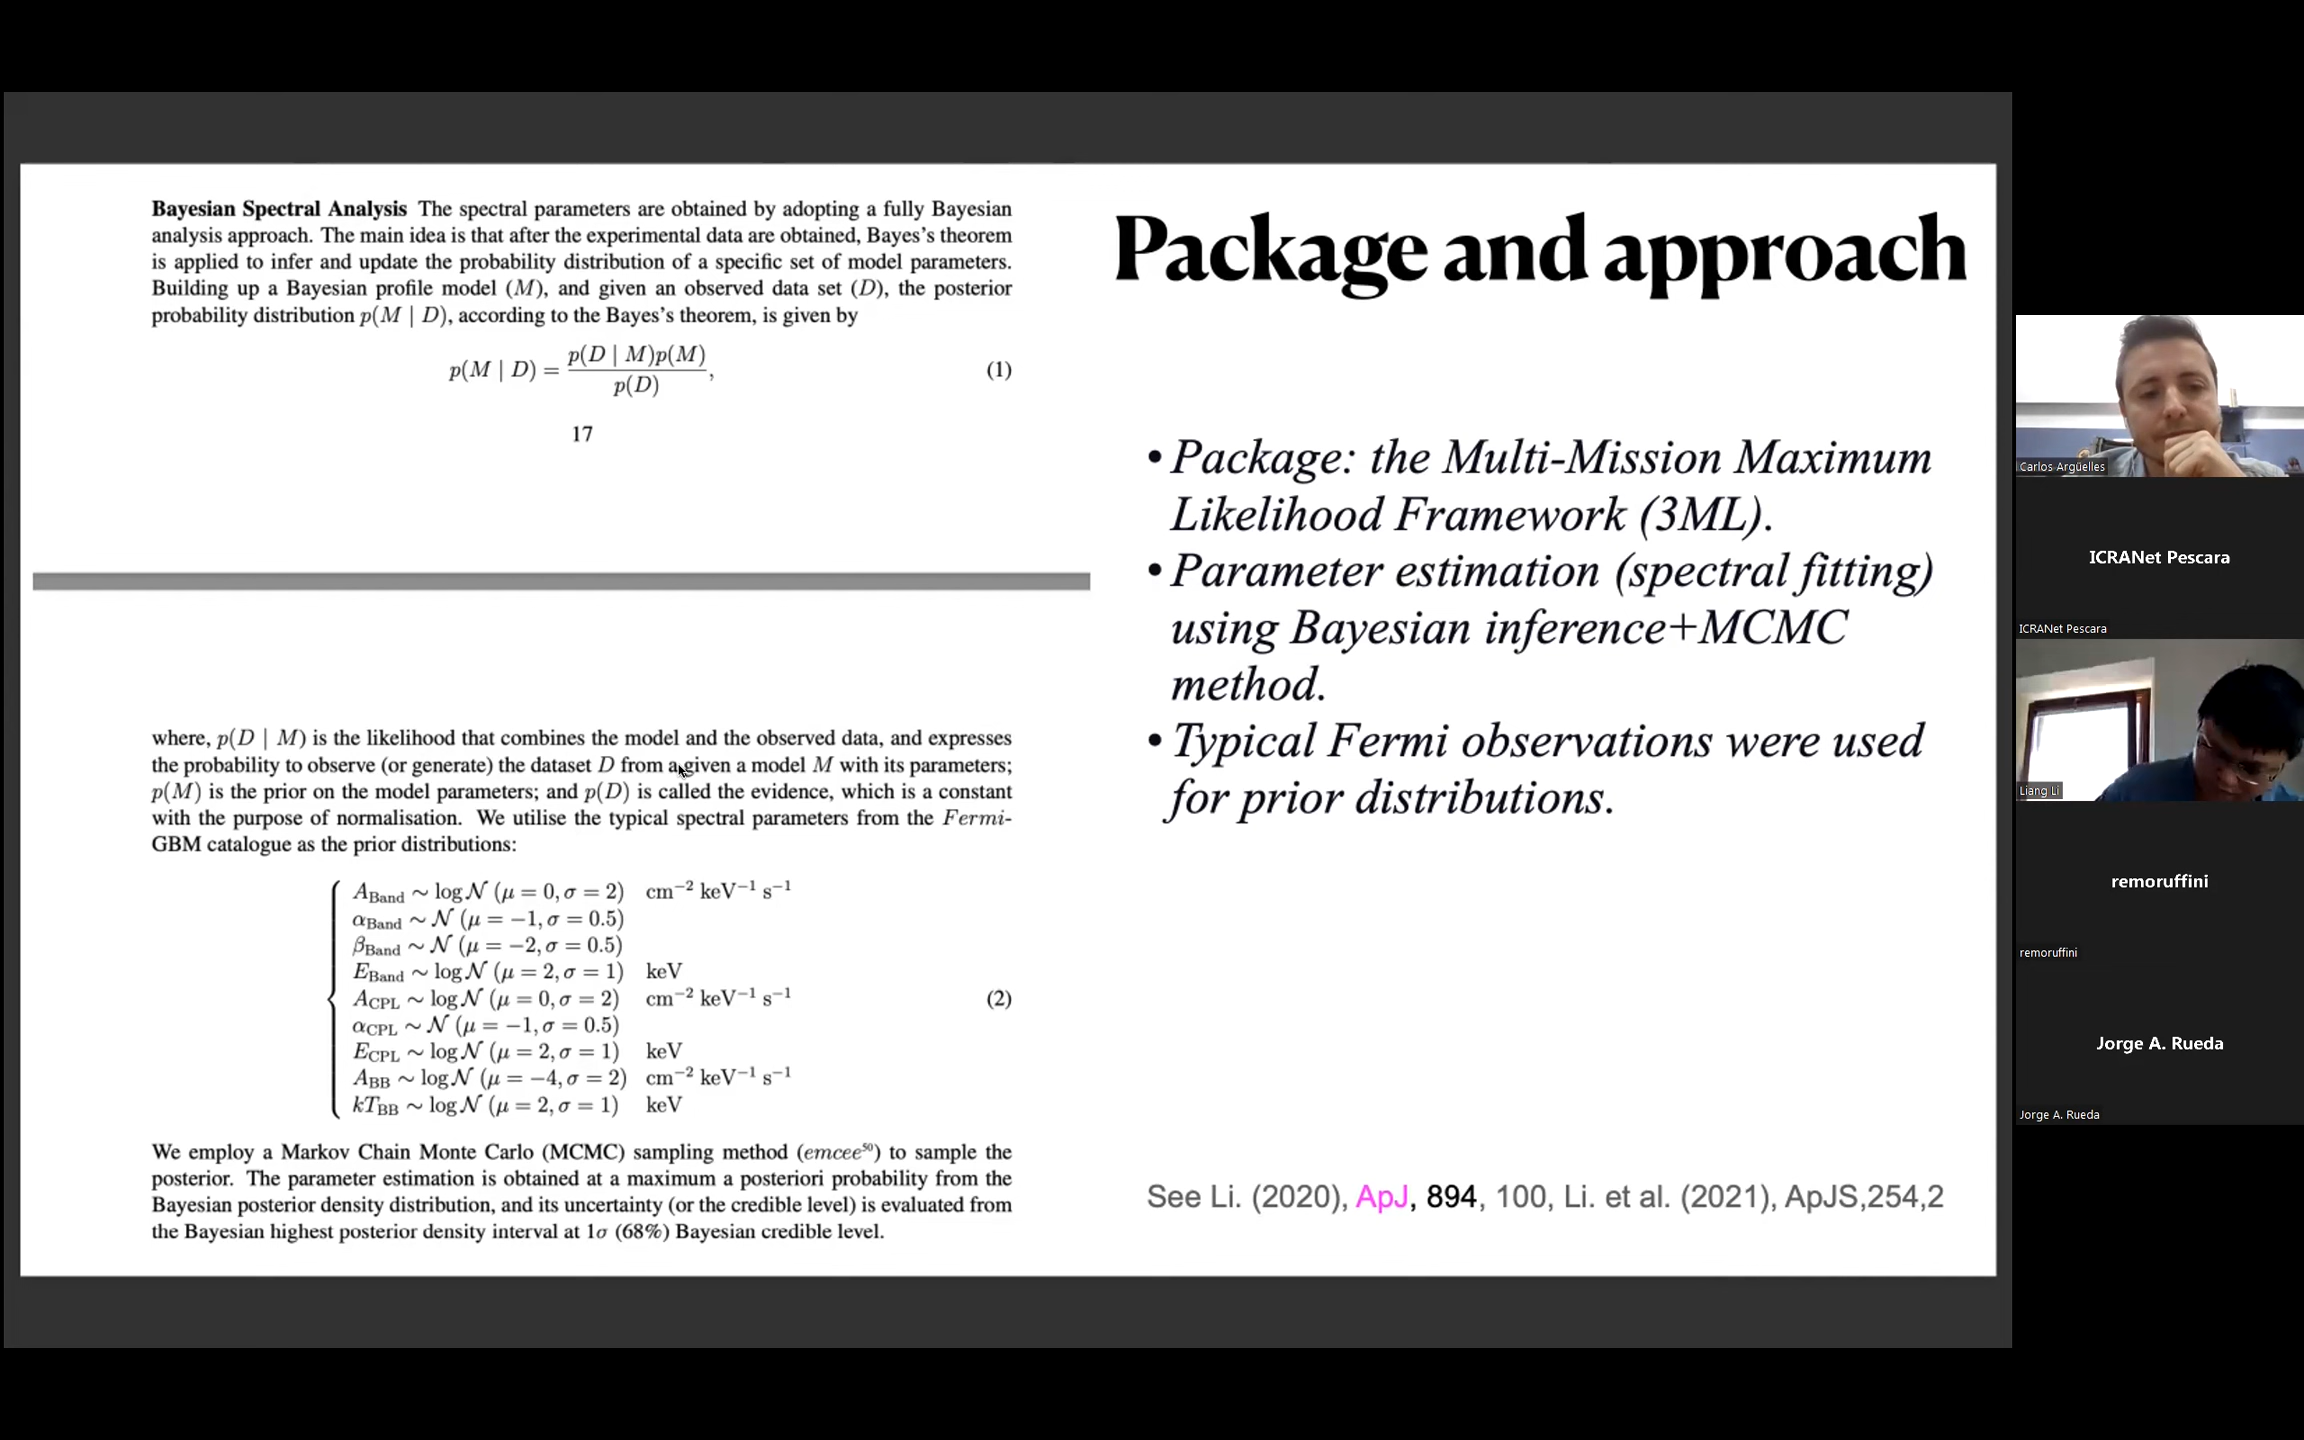 Bayesian Spectral Analysis The spectral parameters are obtained by adopting a fully Bayesian
analysis approach. The main idea is that after the experimental data are obtained, Bayes's theorem
is applied to infer and update the probability distribution of a specific set of model parameters.
Building up a Bayesian profile model (M), and given an observed data set (D), the posterior
probability distribution p(M | D), according to the Bayes's theorem, is given by
p(M | D) = p(D | M)p(M) / p(D), (1)
17
where, p(D | M) is the likelihood that combines the model and the observed data, and expresses
the probability to observe (or generate) the dataset D from a given a model M with its parameters;
p(M) is the prior on the model parameters; and p(D) is called the evidence, which is a constant
with the purpose of normalisation. We utilise the typical spectral parameters from the Fermi-
GBM catalogue as the prior distributions:
A_Band ∼ log N (μ = 0, σ = 2) cm⁻² keV⁻¹ s⁻¹
α_Band ∼ N (μ = −1, σ = 0.5)
β_Band ∼ N (μ = −2, σ = 0.5)
E_Band ∼ log N (μ = 2, σ = 1) keV
A_CPL ∼ log N (μ = 0, σ = 2) cm⁻² keV⁻¹ s⁻¹ (2)
α_CPL ∼ N (μ = −1, σ = 0.5)
E_CPL ∼ log N (μ = 2, σ = 1) keV
A_BB ∼ log N (μ = −4, σ = 2) cm⁻² keV⁻¹ s⁻¹
kT_BB ∼ log N (μ = 2, σ = 1) keV
We employ a Markov Chain Monte Carlo (MCMC) sampling method (emcee⁵⁰) to sample the
posterior. The parameter estimation is obtained at a maximum a posteriori probability from the
Bayesian posterior density distribution, and its uncertainty (or the credible level) is evaluated from
the Bayesian highest posterior density interval at 1σ (68%) Bayesian credible level.
Package and approach
• Package: the Multi-Mission Maximum
Likelihood Framework (3ML).
• Parameter estimation (spectral fitting)
using Bayesian inference+MCMC
method.
• Typical Fermi observations were used
for prior distributions.
See Li. (2020), ApJ, 894, 100, Li. et al. (2021), ApJS,254,2
Carlos Argüelles
ICRANet Pescara
ICRANet Pescara
Liang Li
remoruffini
remoruffini
Jorge A. Rueda
Jorge A. Rueda